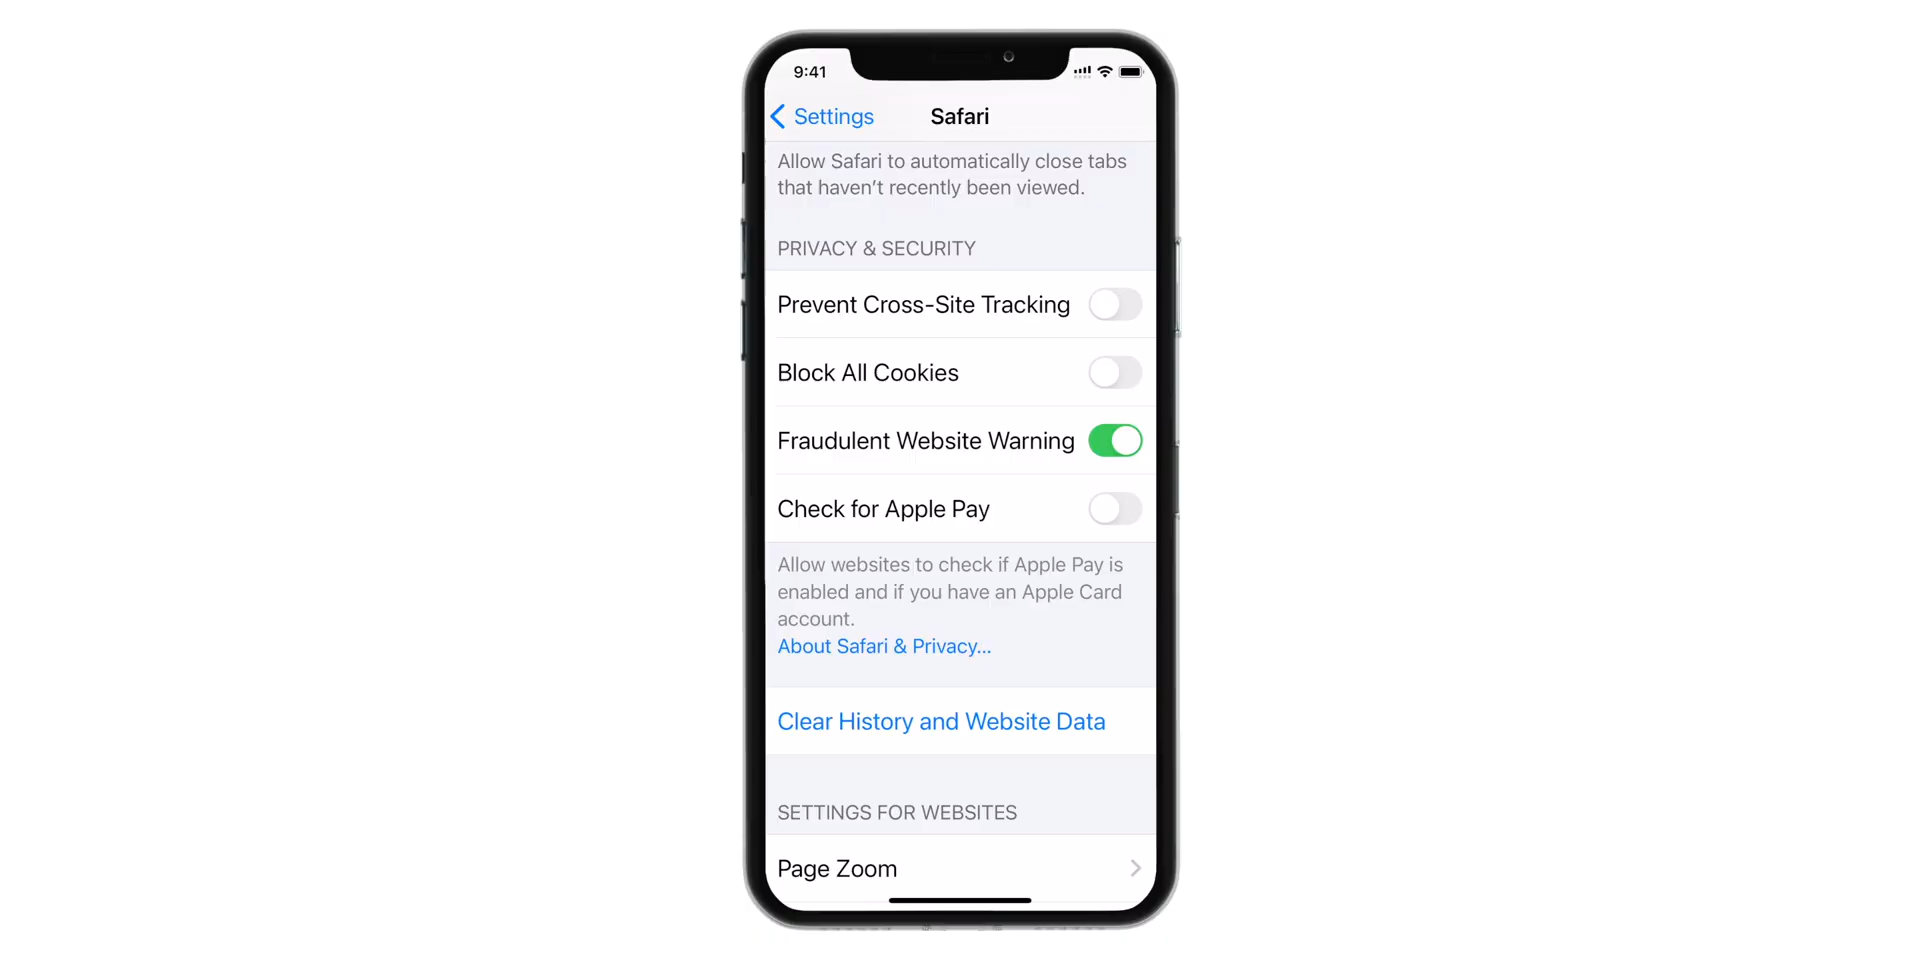 9:41
Settings
Safari
Allow Safari to automatically close tabs
that haven’t recently been viewed.
PRIVACY & SECURITY
Prevent Cross-Site Tracking
Block All Cookies
Fraudulent Website Warning
Check for Apple Pay
Allow websites to check if Apple Pay is
enabled and if you have an Apple Card
account.
About Safari & Privacy...
Clear History and Website Data
SETTINGS FOR WEBSITES
Page Zoom